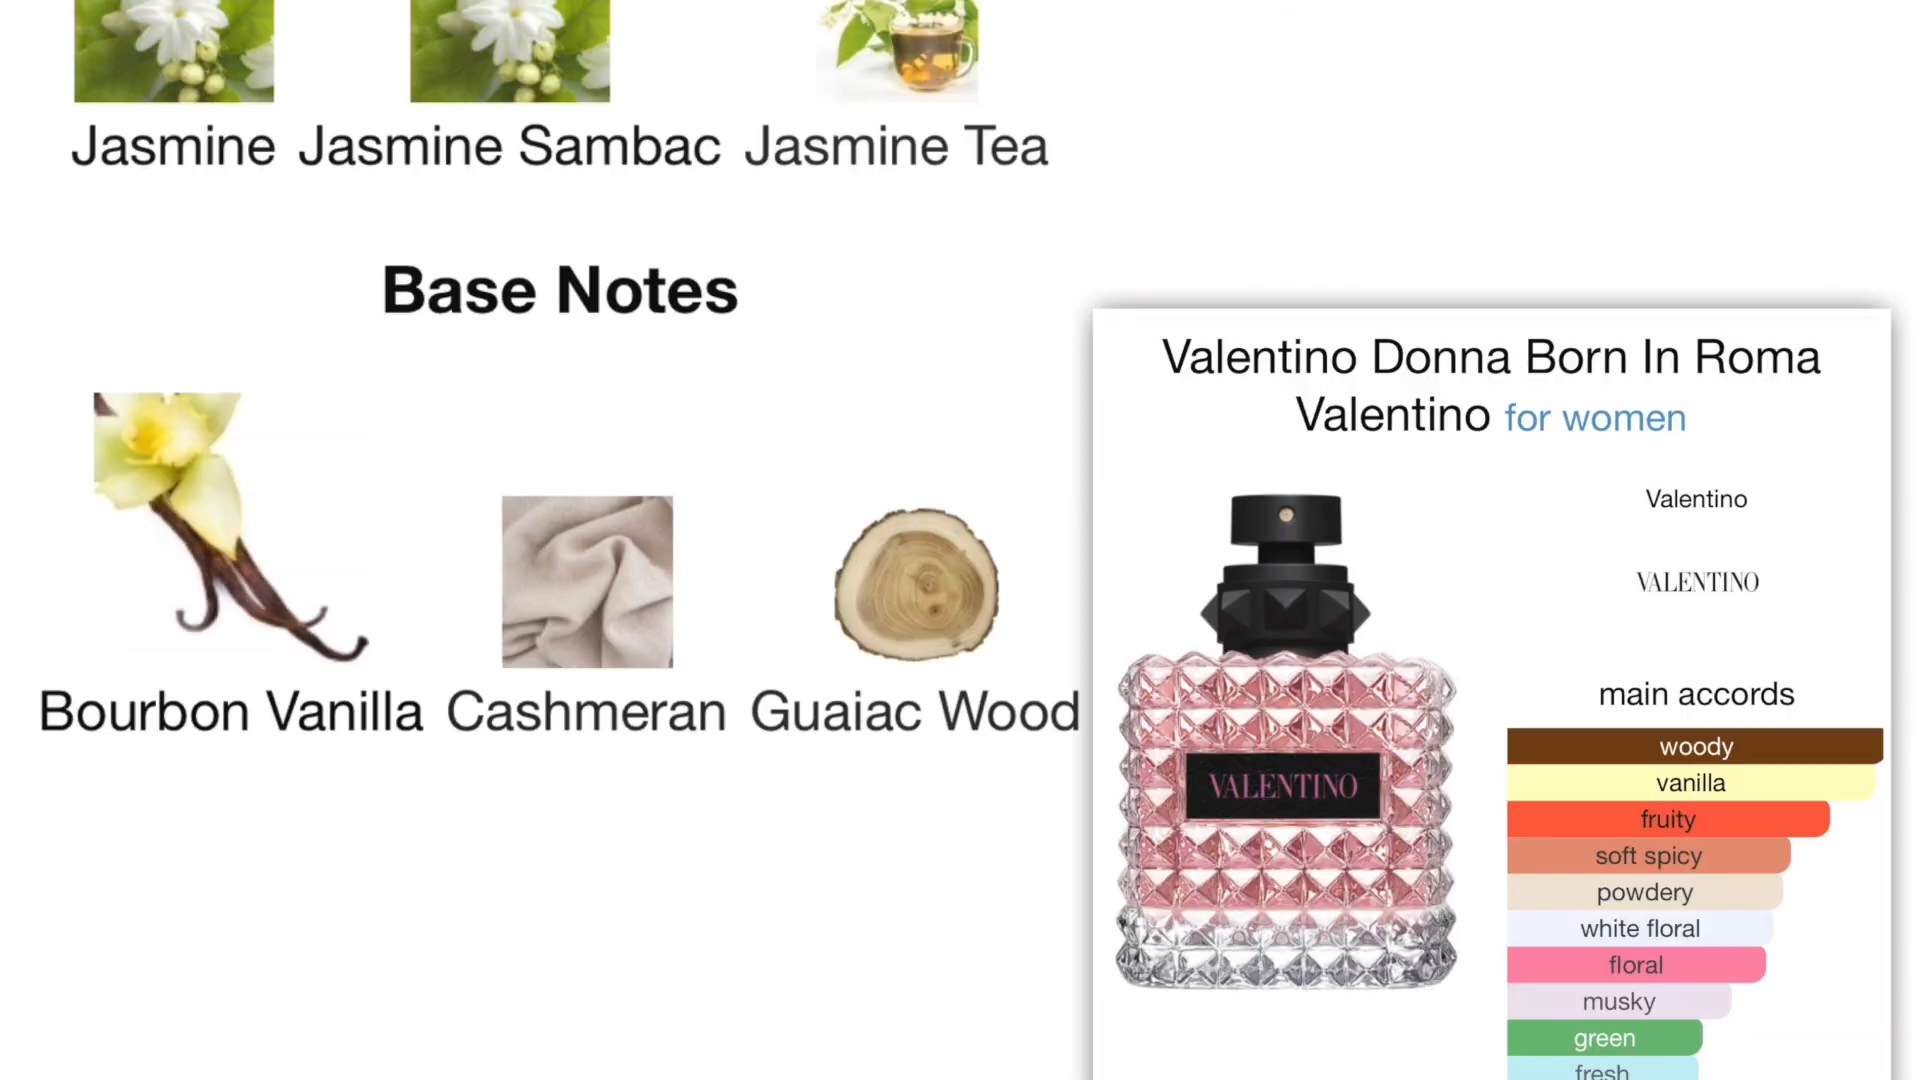 Jasmine Jasmine Sambac Jasmine Tea
Base Notes
Bourbon Vanilla Cashmeran Guaiac Wood
Valentino Donna Born In Roma
Valentino for women
Valentino
VALENTINO
main accords
woody
vanilla
fruity
soft spicy
powdery
white floral
floral
musky
green
fresh
VALENTINO